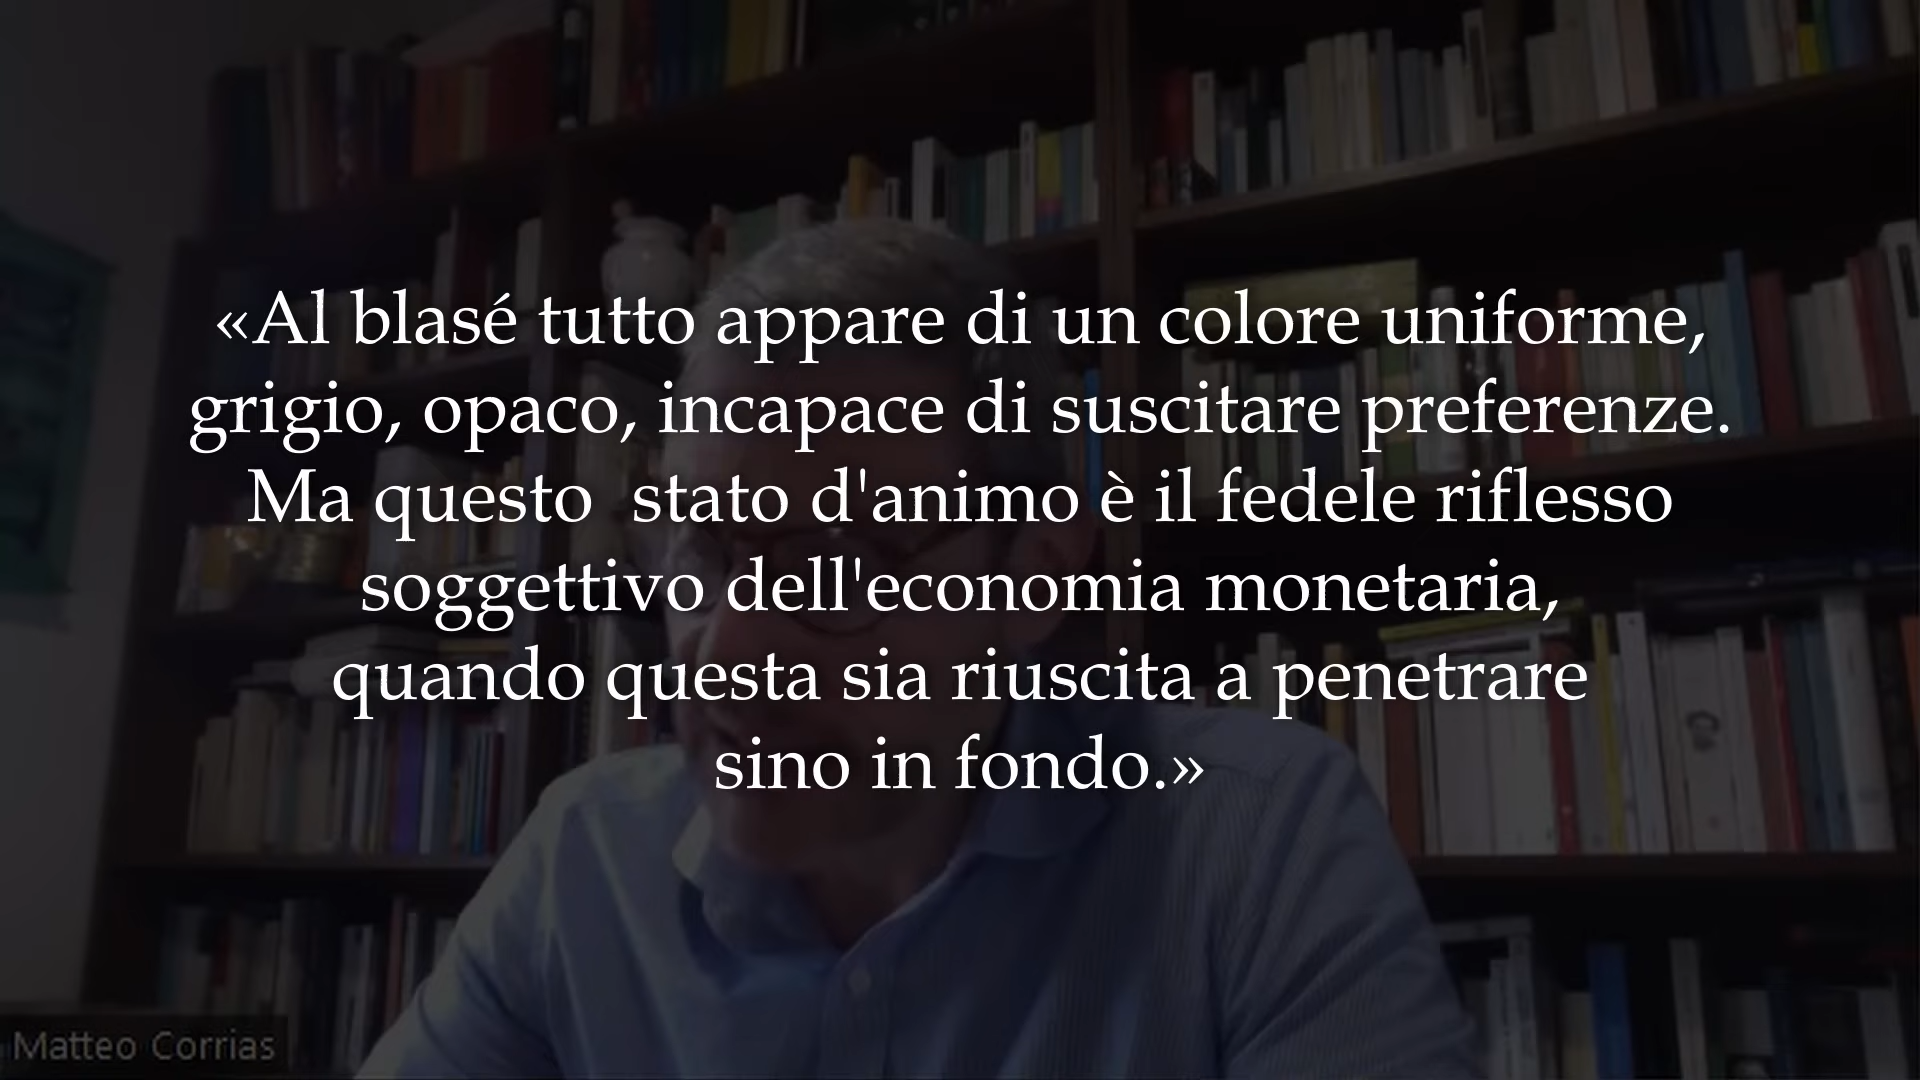 «Al blasé tutto appare di un colore uniforme,
grigio, opaco, incapace di suscitare preferenze.
Ma questo  stato d'animo è il fedele riflesso
soggettivo dell'economia monetaria,
quando questa sia riuscita a penetrare
sino in fondo.»
Matteo Corrias